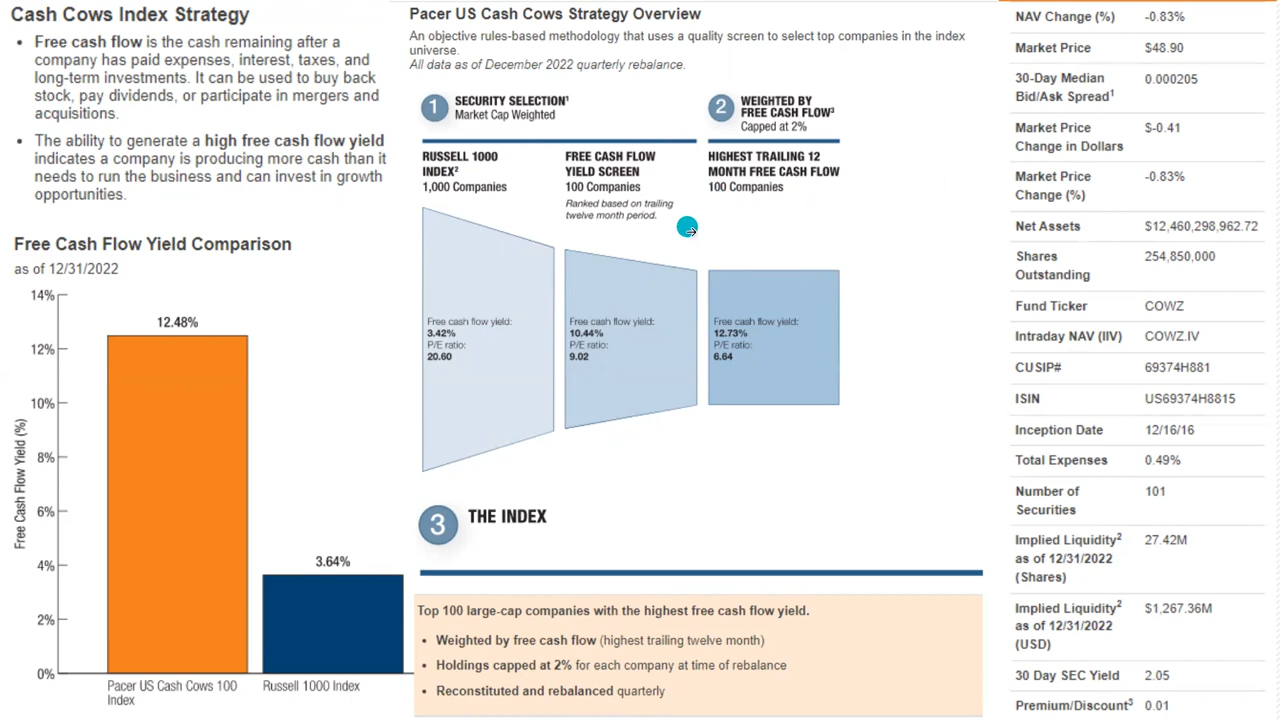 Cash Cows Index Strategy
• Free cash flow is the cash remaining after a
company has paid expenses, interest, taxes, and
long-term investments. It can be used to buy back
stock, pay dividends, or participate in mergers and
acquisitions.
• The ability to generate a high free cash flow yield
indicates a company is producing more cash than it
needs to run the business and can invest in growth
opportunities.
Free Cash Flow Yield Comparison
as of 12/31/2022
Free Cash Flow Yield (%)
14%
12%
10%
8%
6%
4%
2%
0%
12.48%
3.64%
Pacer US Cash Cows 100
Index
Russell 1000 Index
Pacer US Cash Cows Strategy Overview
An objective rules-based methodology that uses a quality screen to select top companies in the index
universe.
All data as of December 2022 quarterly rebalance.
1
SECURITY SELECTION¹
Market Cap Weighted
2
WEIGHTED BY
FREE CASH FLOW³
Capped at 2%
RUSSELL 1000
INDEX²
1,000 Companies
FREE CASH FLOW
YIELD SCREEN
100 Companies
Ranked based on trailing
twelve month period.
HIGHEST TRAILING 12
MONTH FREE CASH FLOW
100 Companies
Free cash flow yield:
3.42%
P/E ratio:
20.60
Free cash flow yield:
10.44%
P/E ratio:
9.02
Free cash flow yield:
12.73%
P/E ratio:
6.64
3
THE INDEX
Top 100 large-cap companies with the highest free cash flow yield.
• Weighted by free cash flow (highest trailing twelve month)
• Holdings capped at 2% for each company at time of rebalance
• Reconstituted and rebalanced quarterly
NAV Change (%) -0.83%
Market Price $48.90
30-Day Median 0.000205
Bid/Ask Spread¹
Market Price $-0.41
Change in Dollars
Market Price -0.83%
Change (%)
Net Assets $12,460,298,962.72
Shares 254,850,000
Outstanding
Fund Ticker COWZ
Intraday NAV (IIV) COWZ.IV
CUSIP# 69374H881
ISIN US69374H8815
Inception Date 12/16/16
Total Expenses 0.49%
Number of 101
Securities
Implied Liquidity² 27.42M
as of 12/31/2022
(Shares)
Implied Liquidity² $1,267.36M
as of 12/31/2022
(USD)
30 Day SEC Yield 2.05
Premium/Discount³ 0.01